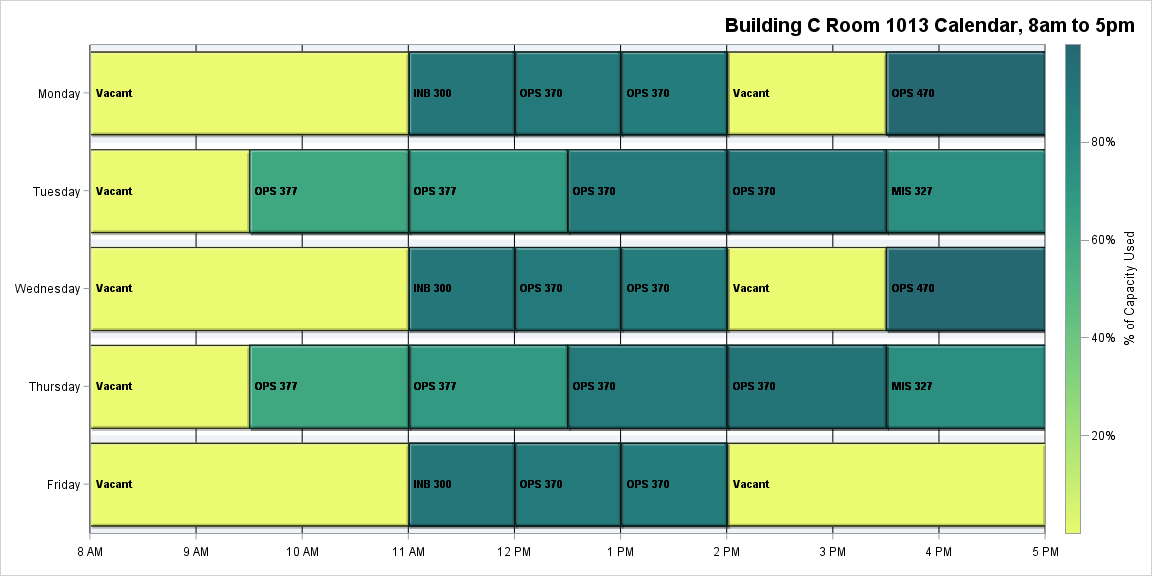 Building C Room 1013 Calendar, 8am to 5pm
Monday Vacant INB 300 OPS 370 OPS 370 Vacant OPS 470
Tuesday Vacant OPS 377 OPS 377 OPS 370 OPS 370 MIS 327
Wednesday Vacant INB 300 OPS 370 OPS 370 Vacant OPS 470
Thursday Vacant OPS 377 OPS 377 OPS 370 OPS 370 MIS 327
Friday Vacant INB 300 OPS 370 OPS 370 Vacant
8 AM 9 AM 10 AM 11 AM 12 PM 1 PM 2 PM 3 PM 4 PM 5 PM
80%
60%
40%
20%
% of Capacity Used